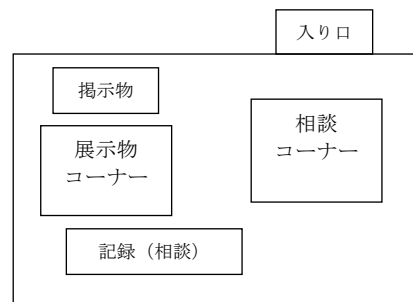 入り口
掲示物
展示物
コーナー
相談
コーナー
記録（相談）